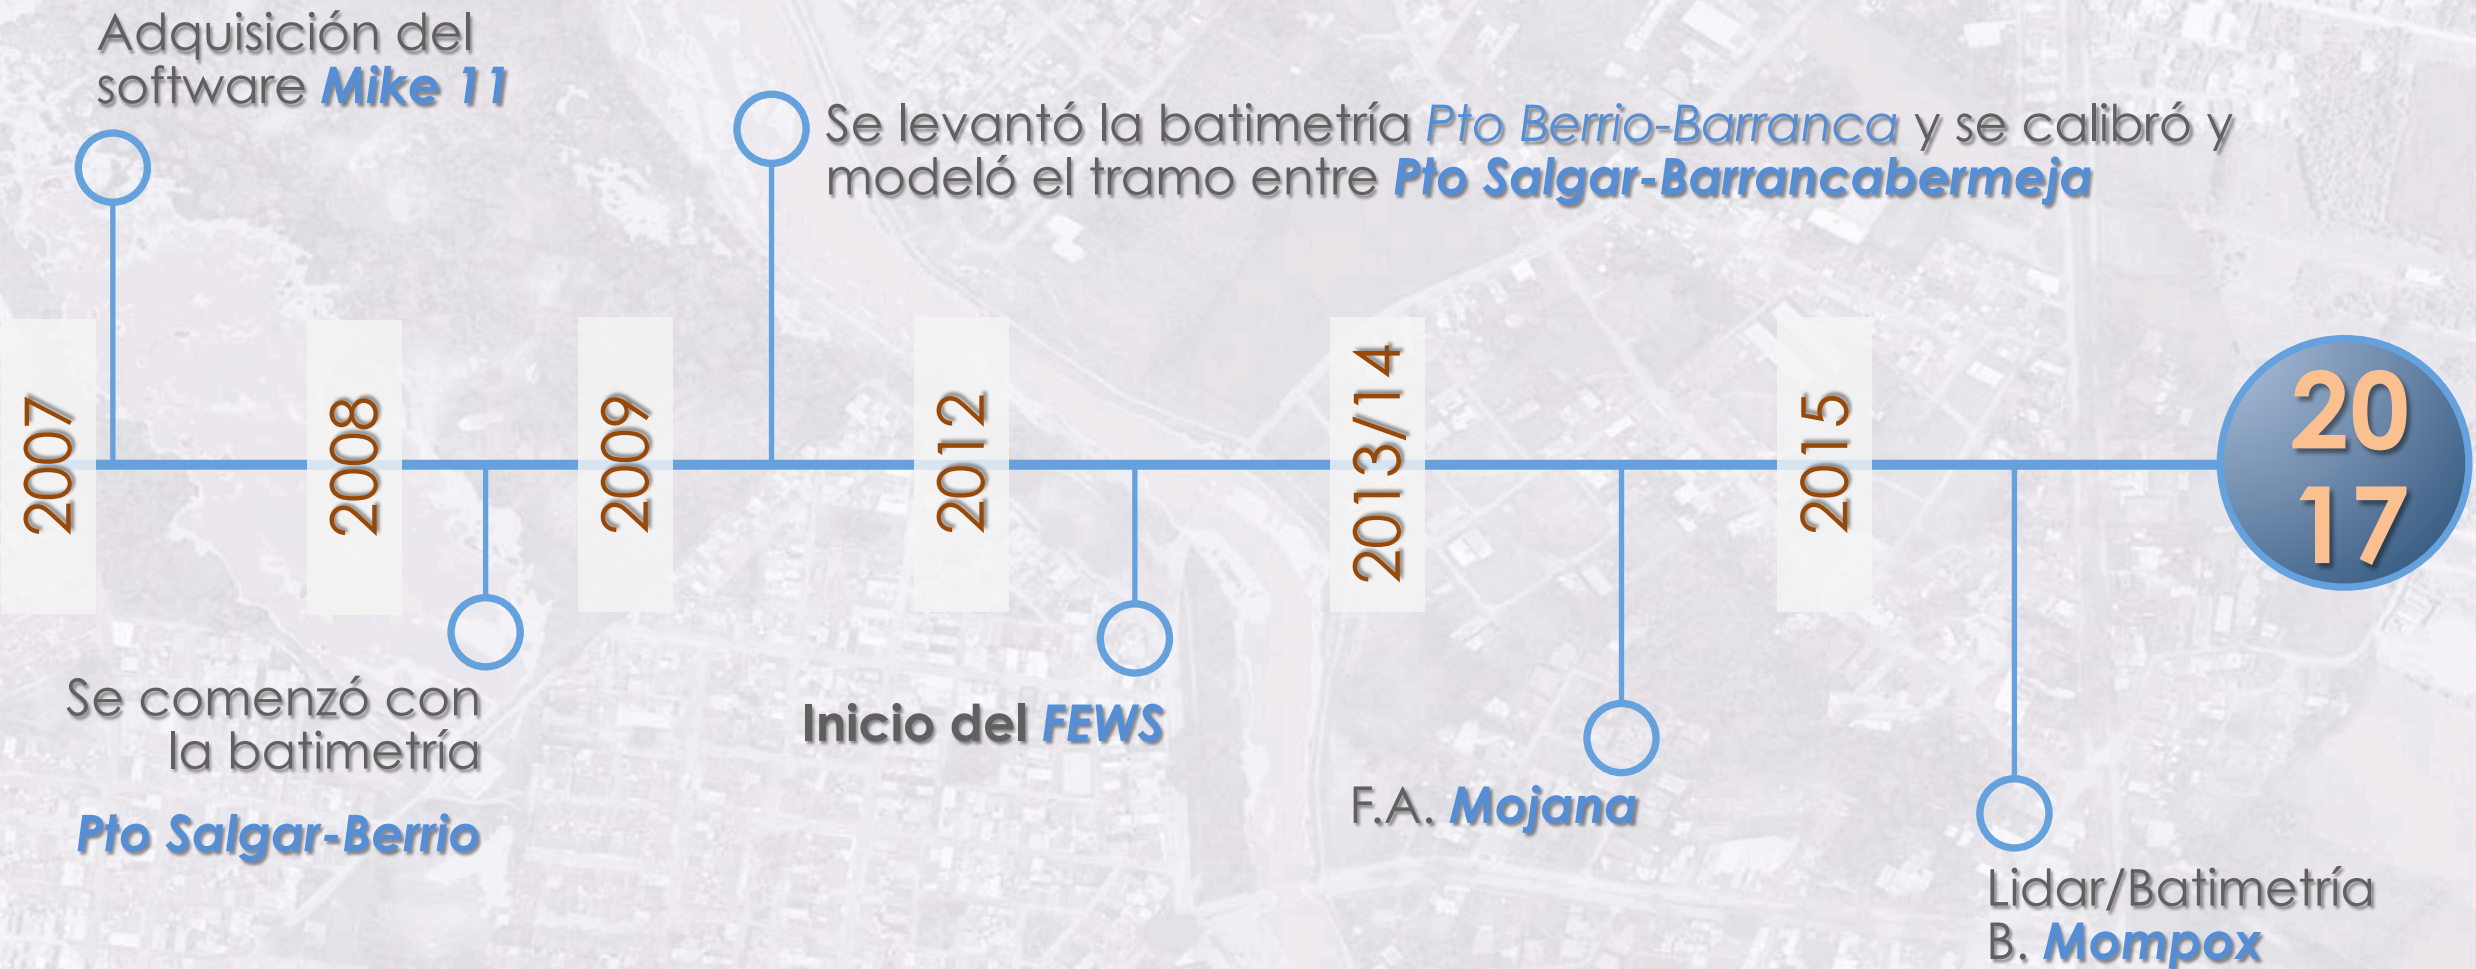 Adquisición del
software Mike 11
Se levantó la batimetría Pto Berrio-Barranca y se calibró y
modeló el tramo entre Pto Salgar-Barrancabermeja
2007
2008
2009
2012
2013/14
2015
20
17
Se comenzó con
la batimetría
Pto Salgar-Berrio
Inicio del FEWS
F.A. Mojana
Lidar/Batimetría
B. Mompox